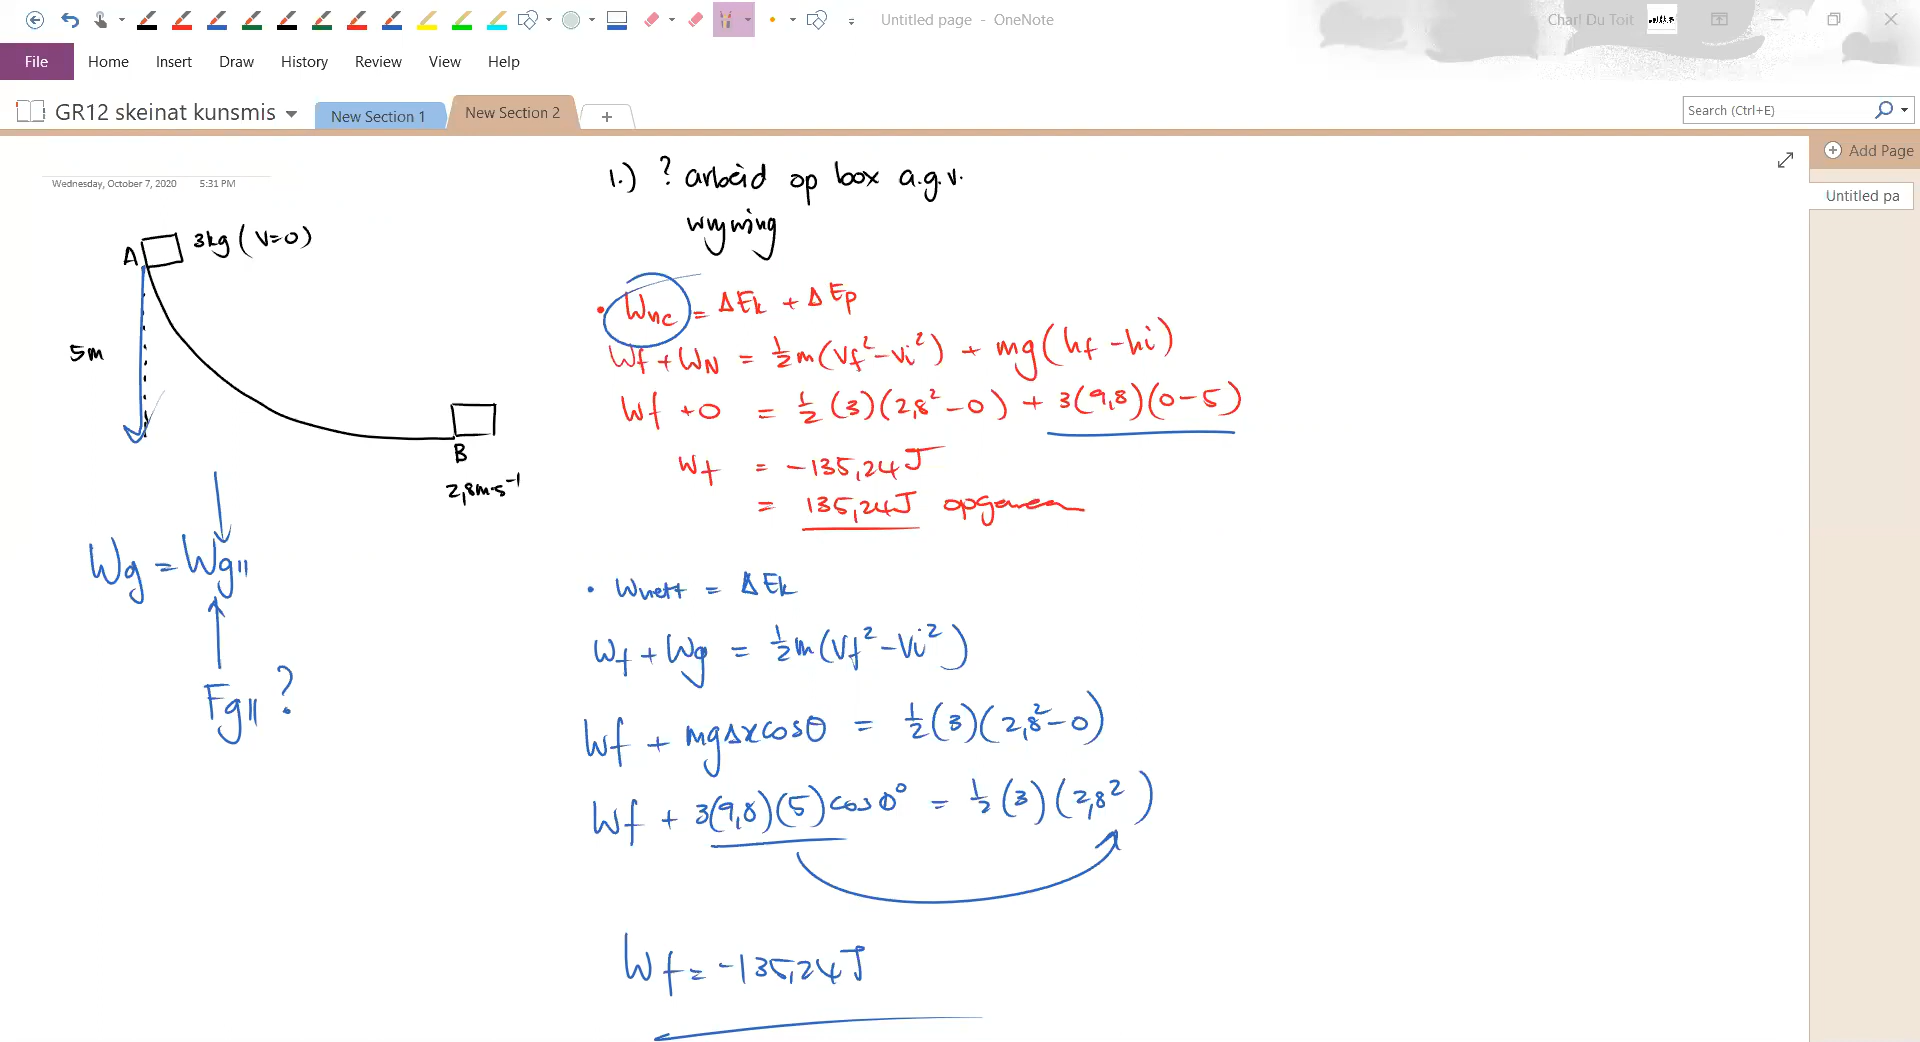 Untitled page - OneNote
Charl Du Toit
File Home Insert Draw History Review View Help
GR12 skeinat kunsmis
New Section 1
New Section 2
+
Search (Ctrl+E)
Add Page
Untitled pa
Wednesday, October 7, 2020 5:31 PM
A 3kg (V=0)
5m
B
2,8m·s⁻¹
Wg = Wg||
Fg|| ?
1.) ? arbeid op box a.g.v.
wrywing
• Wnc = ΔEk + ΔEp
Wf + WN = ½m(Vf² - Vi²) + mg(hf - hi)
Wf + 0 = ½(3)(2,8² - 0) + 3(9,8)(0 - 5)
Wf = -135,24J
= 135,24J
• Wnett = ΔEk
Wf + Wg = ½m(Vf² - Vi²)
Wf + mgΔxcosθ = ½(3)(2,8² - 0)
Wf + 3(9,8)(5)cos0° = ½(3)(2,8²)
Wf = -135,24J